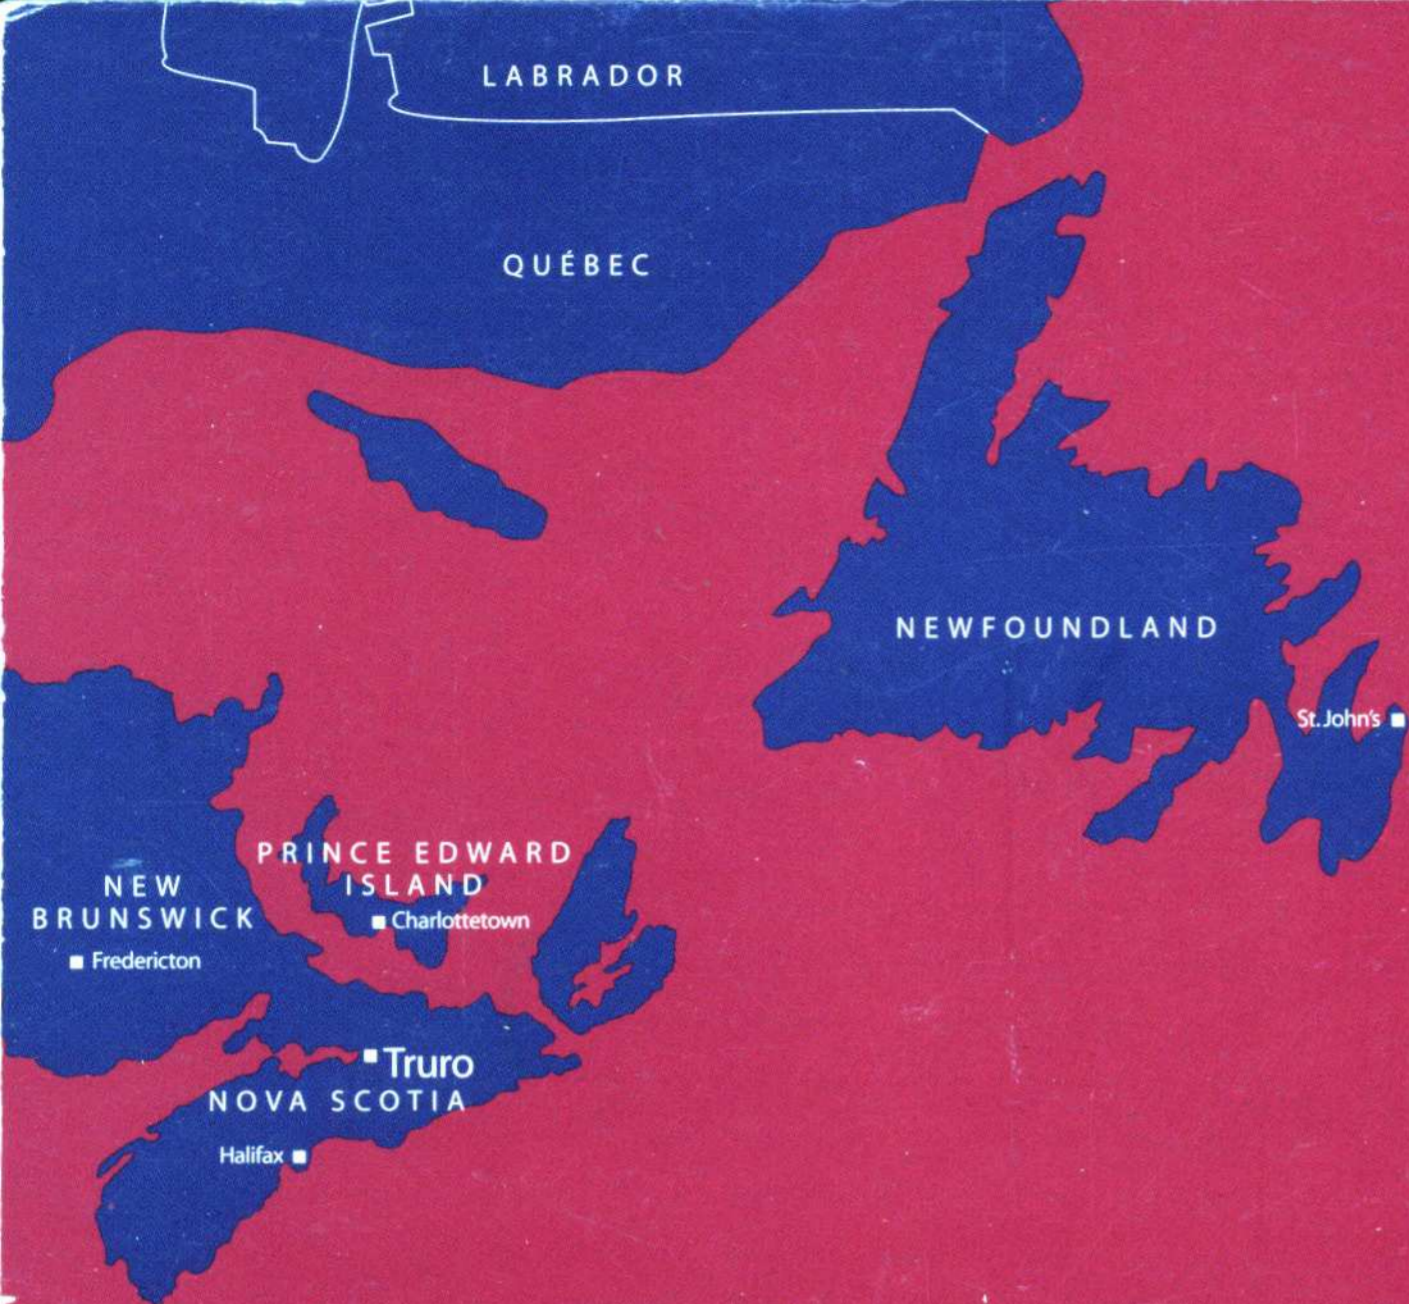 LABRADOR
QUÉBEC
NEWFOUNDLAND
St. John's
PRINCE EDWARD
ISLAND
Charlottetown
NEW
BRUNSWICK
Fredericton
Truro
NOVA SCOTIA
Halifax